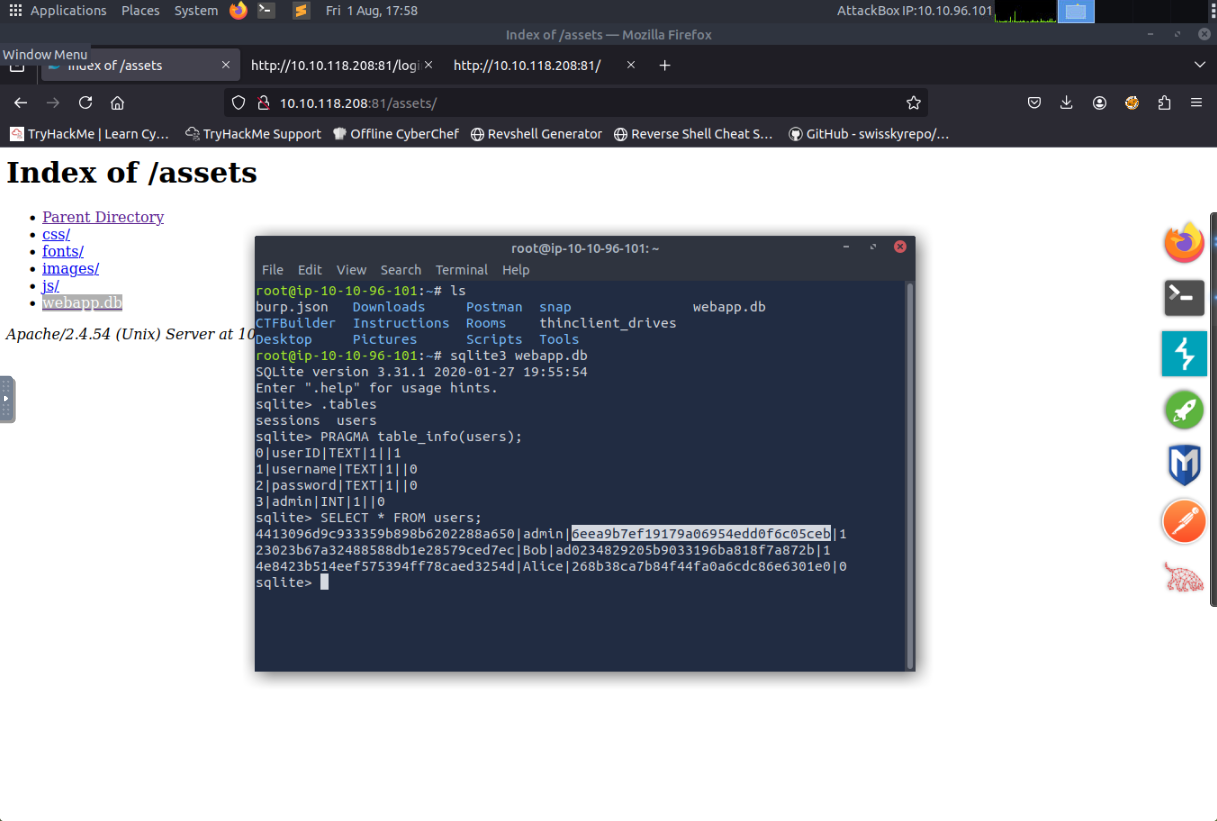 Applications Places System Fri 1 Aug, 17:58 AttackBox IP:10.10.96.101
Index of /assets — Mozilla Firefox
Window Menu
Index of /assets http://10.10.118.208:81/logi http://10.10.118.208:81/
10.10.118.208:81/assets/
TryHackMe | Learn Cy… TryHackMe Support Offline CyberChef Revshell Generator Reverse Shell Cheat S… GitHub - swisskyrepo/…
Index of /assets
Parent Directory
css/
fonts/
images/
js/
webapp.db
Apache/2.4.54 (Unix) Server at 10
root@ip-10-10-96-101: ~
File Edit View Search Terminal Help
root@ip-10-10-96-101:~# ls
burp.json Downloads Postman snap webapp.db
CTFBuilder Instructions Rooms thinclient_drives
Desktop Pictures Scripts Tools
root@ip-10-10-96-101:~# sqlite3 webapp.db
SQLite version 3.31.1 2020-01-27 19:55:54
Enter ".help" for usage hints.
sqlite> .tables
sessions users
sqlite> PRAGMA table_info(users);
0|userID|TEXT|1||1
1|username|TEXT|1||0
2|password|TEXT|1||0
3|admin|INT|1||0
sqlite> SELECT * FROM users;
4413096d9c933359b898b6202288a650|admin|6eea9b7ef19179a06954edd0f6c05ceb|1
23023b67a32488588db1e28579ced7ec|Bob|ad0234829205b9033196ba818f7a872b|1
4e8423b514eef575394ff78caed3254d|Alice|268b38ca7b84f44fa0a6cdc86e6301e0|0
sqlite>